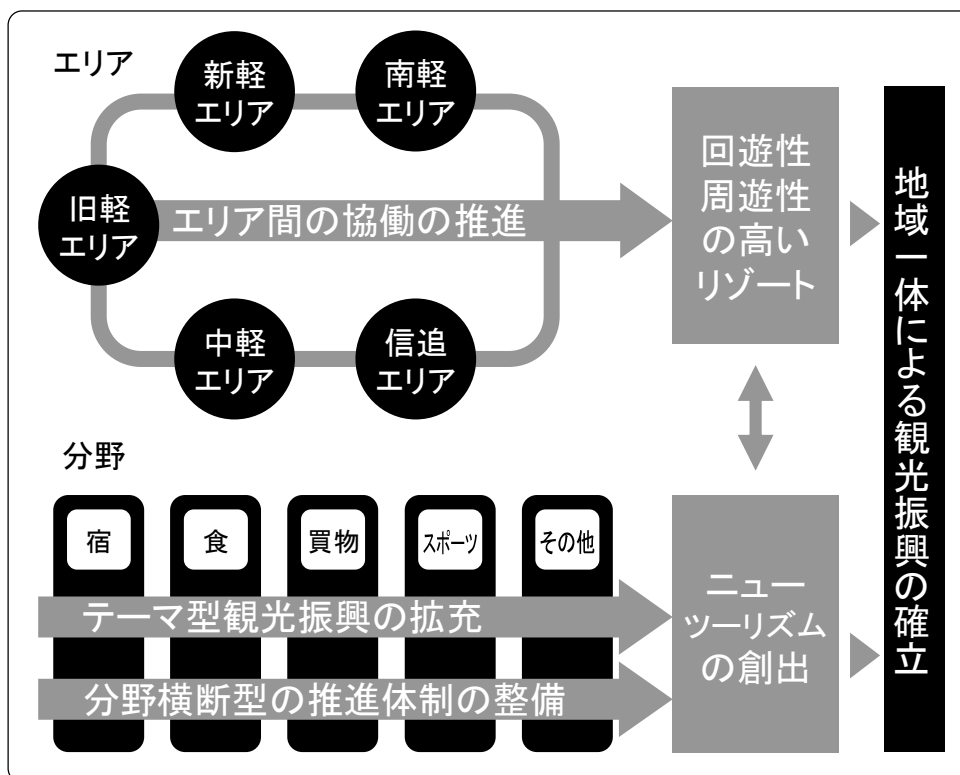 エリア
新軽
エリア
南軽
エリア
旧軽
エリア
エリア間の協働の推進
中軽
エリア
信追
エリア
回遊性
周遊性
の高い
リゾート
分野
宿
食
買物
スポーツ
その他
テーマ型観光振興の拡充
分野横断型の推進体制の整備
ニュー
ツーリズム
の創出
地域一体による観光振興の確立